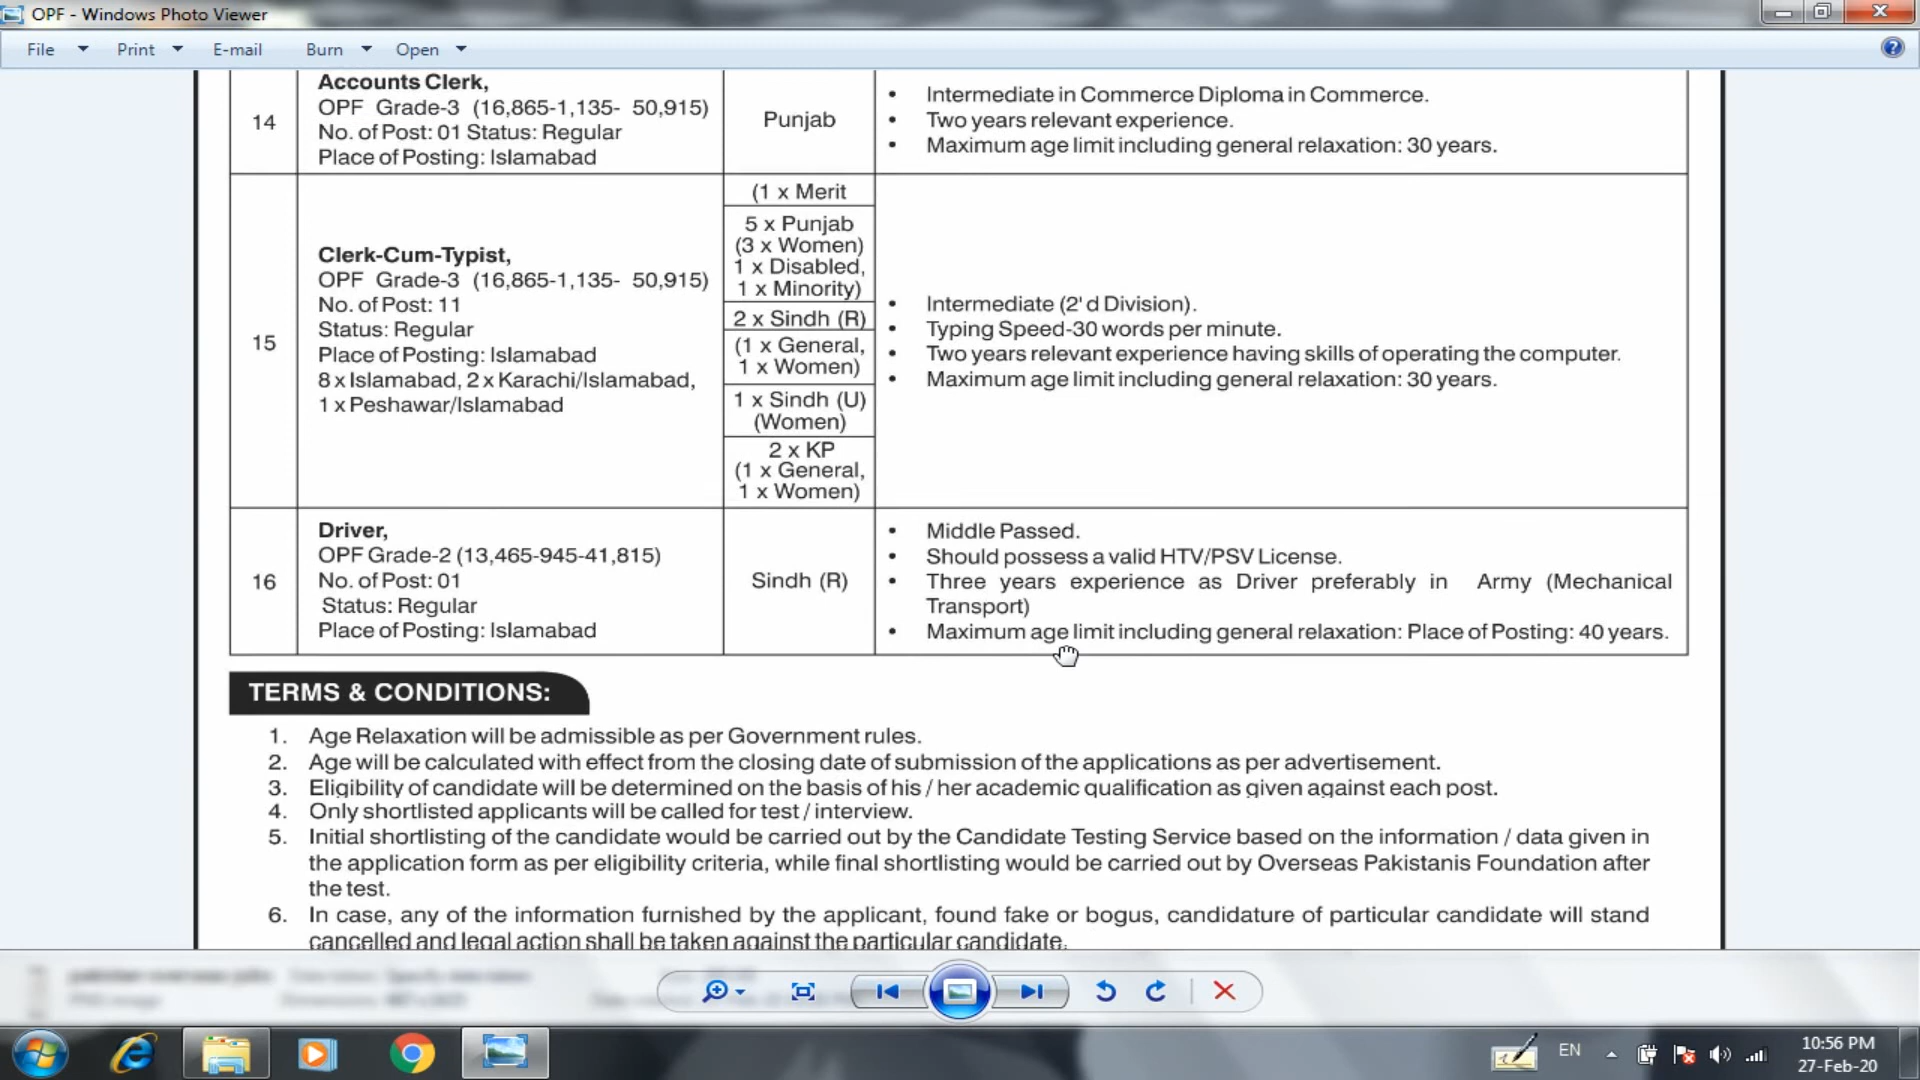 OPF - Windows Photo Viewer
File Print E-mail Burn Open
14
Accounts Clerk,
OPF Grade-3 (16,865-1,135- 50,915)
No. of Post: 01 Status: Regular
Place of Posting: Islamabad
Punjab
• Intermediate in Commerce Diploma in Commerce.
• Two years relevant experience.
• Maximum age limit including general relaxation: 30 years.
15
Clerk-Cum-Typist,
OPF Grade-3 (16,865-1,135- 50,915)
No. of Post: 11
Status: Regular
Place of Posting: Islamabad
8 x Islamabad, 2 x Karachi/Islamabad,
1 x Peshawar/Islamabad
(1 x Merit
5 x Punjab
(3 x Women)
1 x Disabled,
1 x Minority)
2 x Sindh (R)
(1 x General,
1 x Women)
1 x Sindh (U)
(Women)
2 x KP
(1 x General,
1 x Women)
• Intermediate (2' d Division).
• Typing Speed-30 words per minute.
• Two years relevant experience having skills of operating the computer.
• Maximum age limit including general relaxation: 30 years.
16
Driver,
OPF Grade-2 (13,465-945-41,815)
No. of Post: 01
Status: Regular
Place of Posting: Islamabad
Sindh (R)
• Middle Passed.
• Should possess a valid HTV/PSV License.
• Three years experience as Driver preferably in Army (Mechanical
Transport)
• Maximum age limit including general relaxation: Place of Posting: 40 years.
TERMS & CONDITIONS:
1. Age Relaxation will be admissible as per Government rules.
2. Age will be calculated with effect from the closing date of submission of the applications as per advertisement.
3. Eligibility of candidate will be determined on the basis of his / her academic qualification as given against each post.
4. Only shortlisted applicants will be called for test / interview.
5. Initial shortlisting of the candidate would be carried out by the Candidate Testing Service based on the information / data given in
the application form as per eligibility criteria, while final shortlisting would be carried out by Overseas Pakistanis Foundation after
the test.
6. In case, any of the information furnished by the applicant, found fake or bogus, candidature of particular candidate will stand
cancelled and legal action shall be taken against the particular candidate.
EN
10:56 PM
27-Feb-20